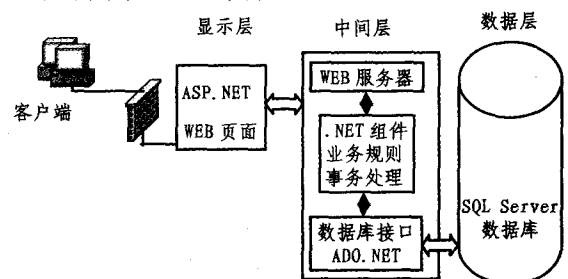 显示层
中间层
数据层
客户端
ASP.NET
WEB 页面
WEB 服务器
.NET 组件
业务规则
事务处理
数据库接口
ADO.NET
SQL Server
数据库